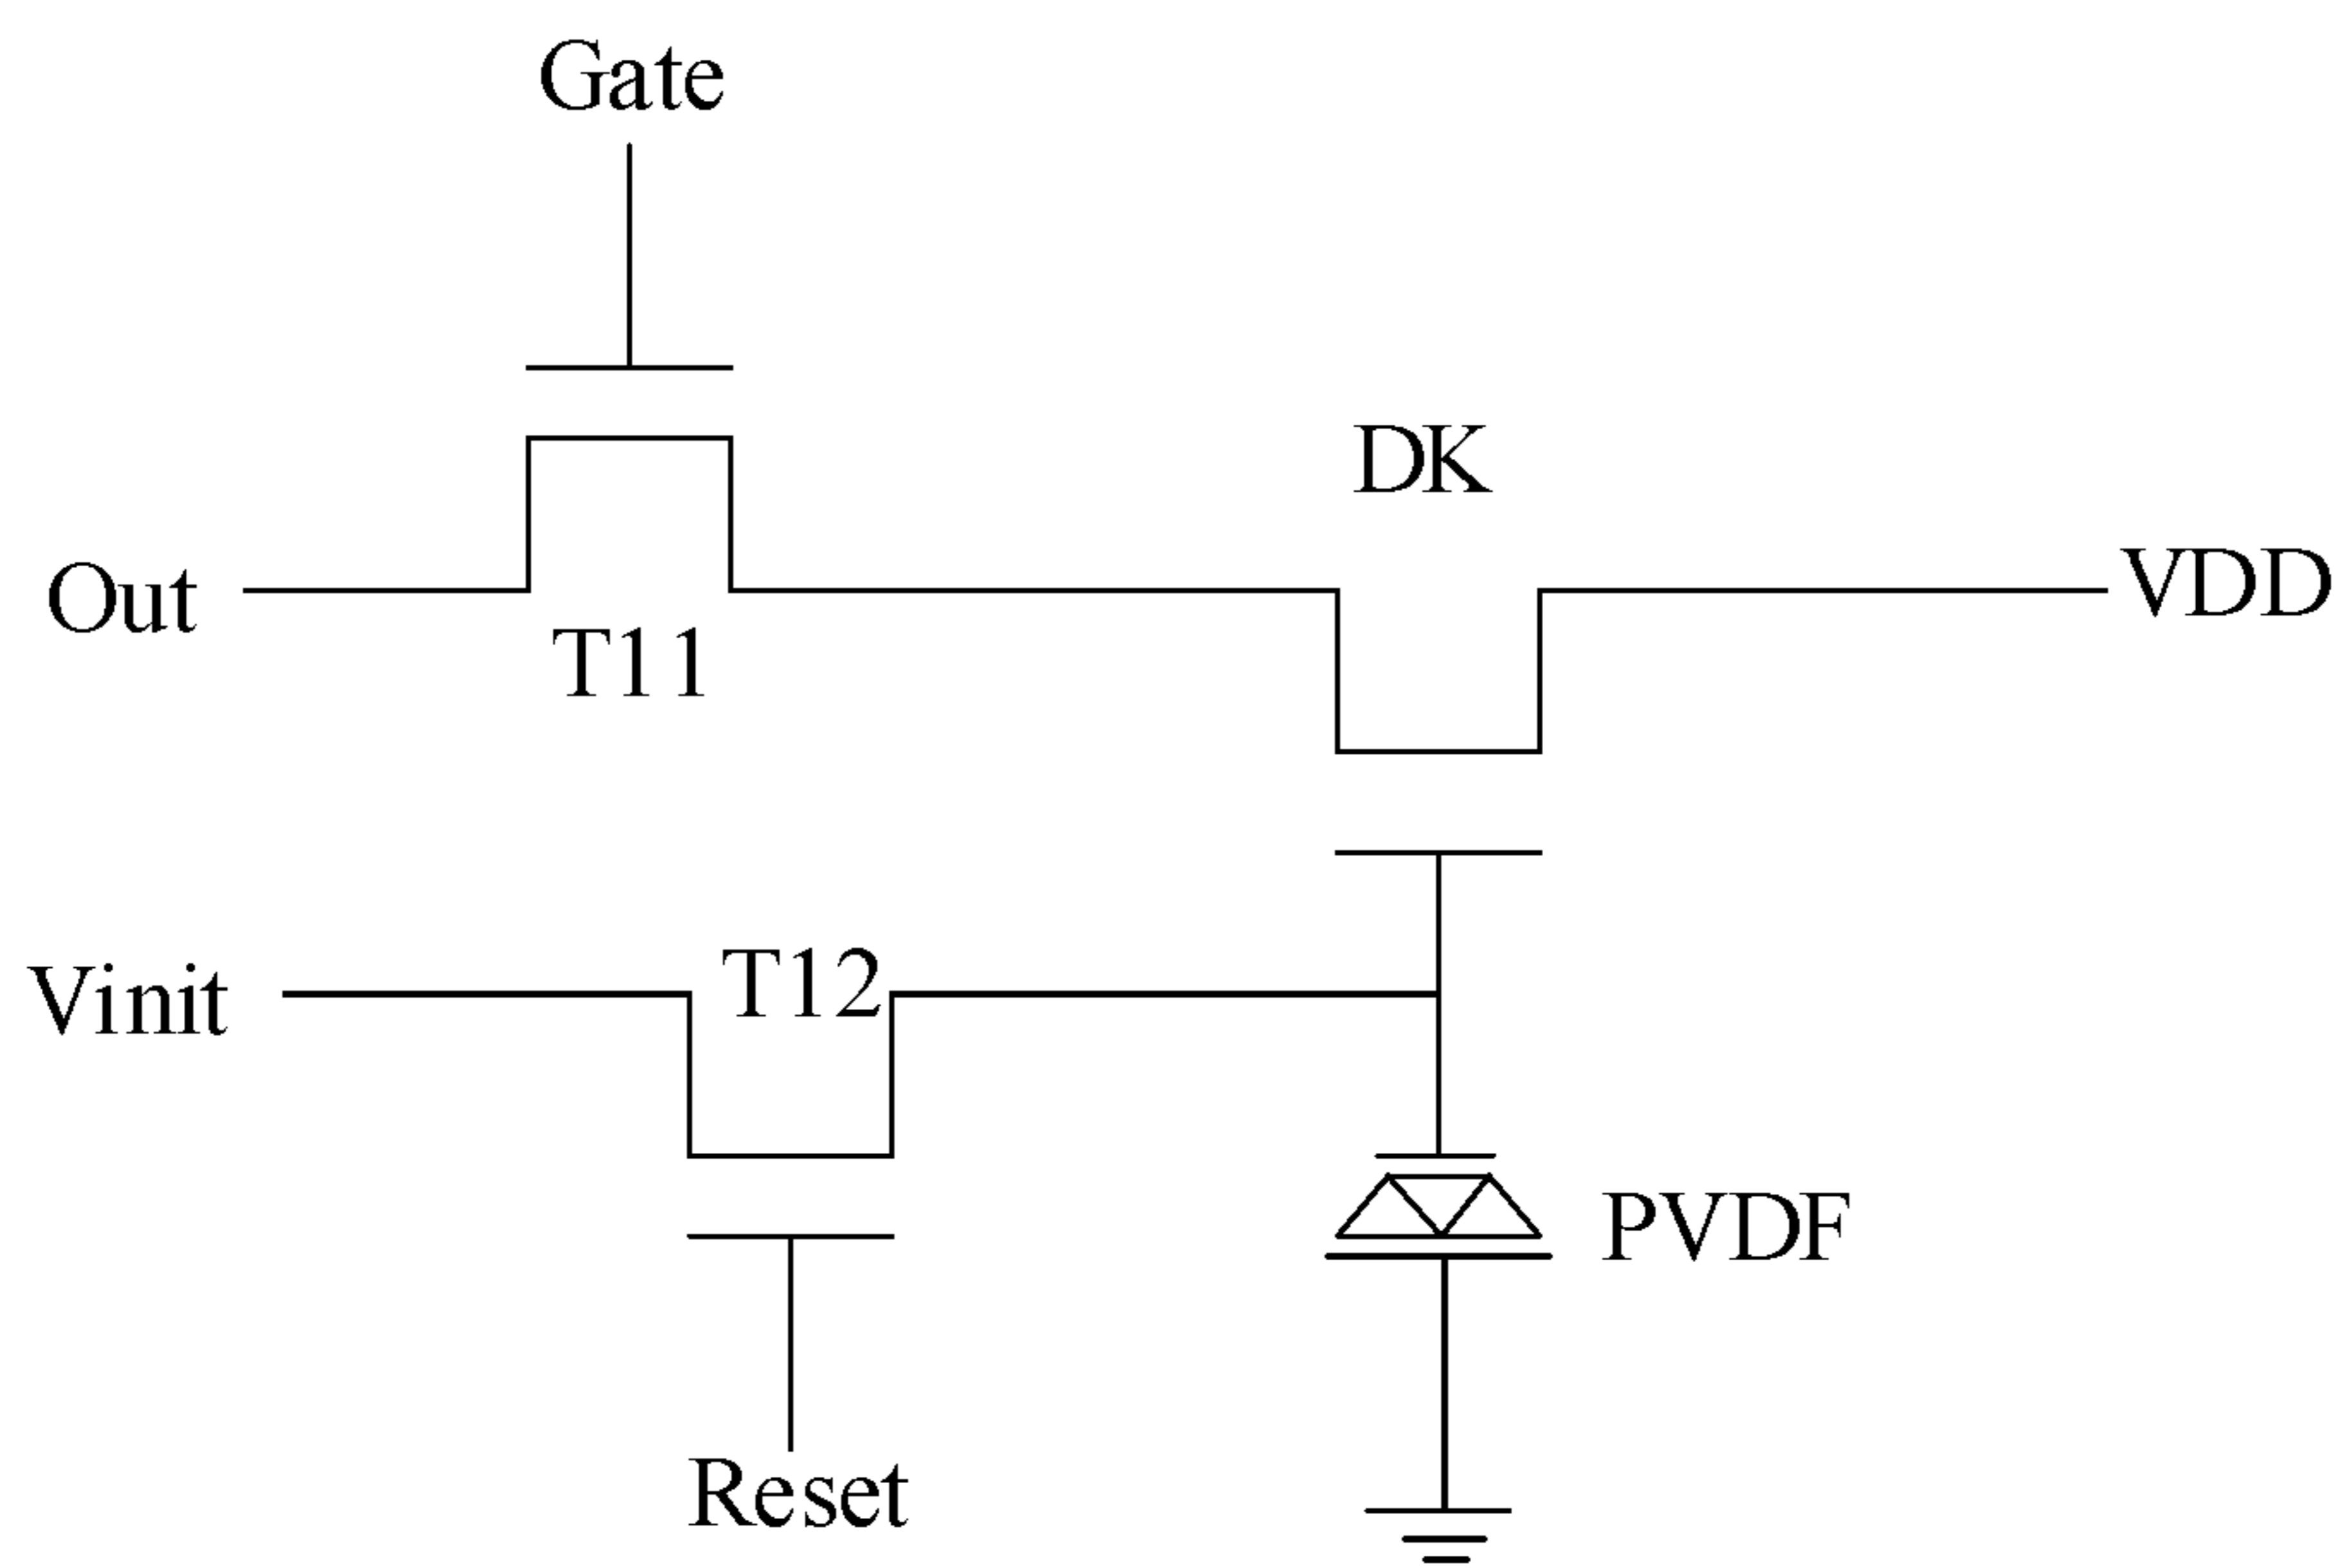 Gate
DK
Out
VDD
T11
T12
Vinit
PVDF
Reset